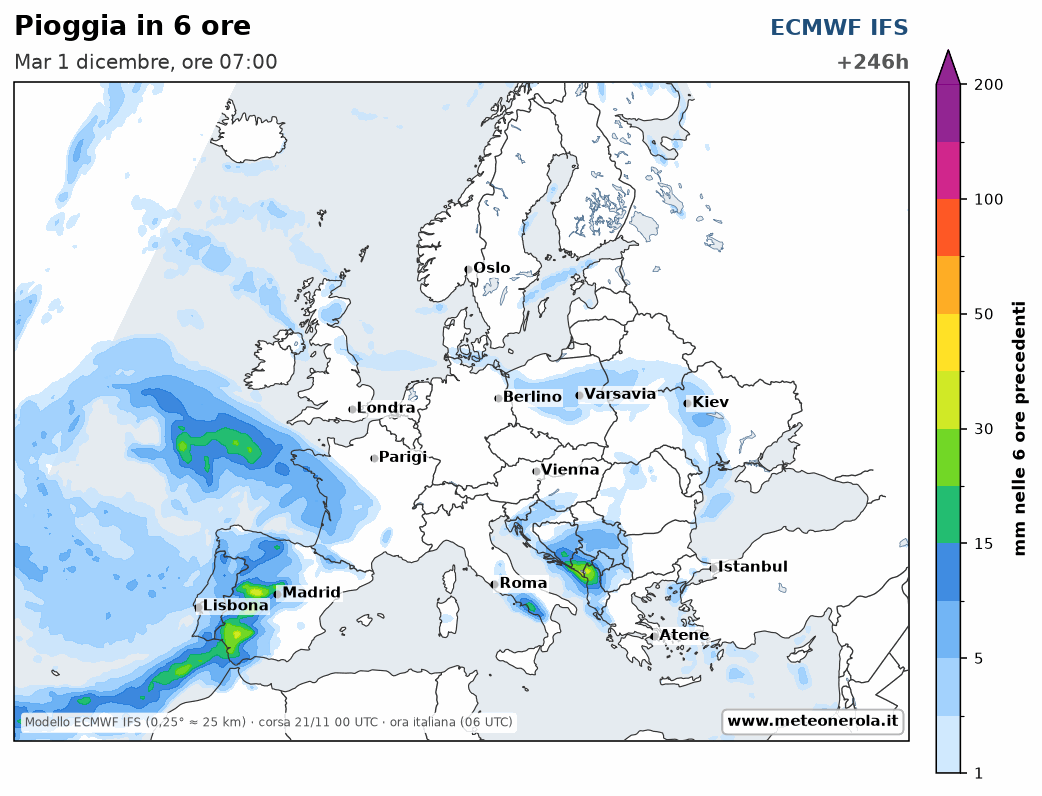 Pioggia in 6 ore
ECMWF IFS
Mar 1 dicembre, ore 07:00
+246h
200
100
50
30
15
5
1
mm nelle 6 ore precedenti
Oslo
Londra
Berlino
Varsavia
Kiev
Parigi
Vienna
Istanbul
Roma
Madrid
Lisbona
Atene
Modello ECMWF IFS (0,25° ≈ 25 km) · corsa 21/11 00 UTC · ora italiana (06 UTC)
www.meteonerola.it